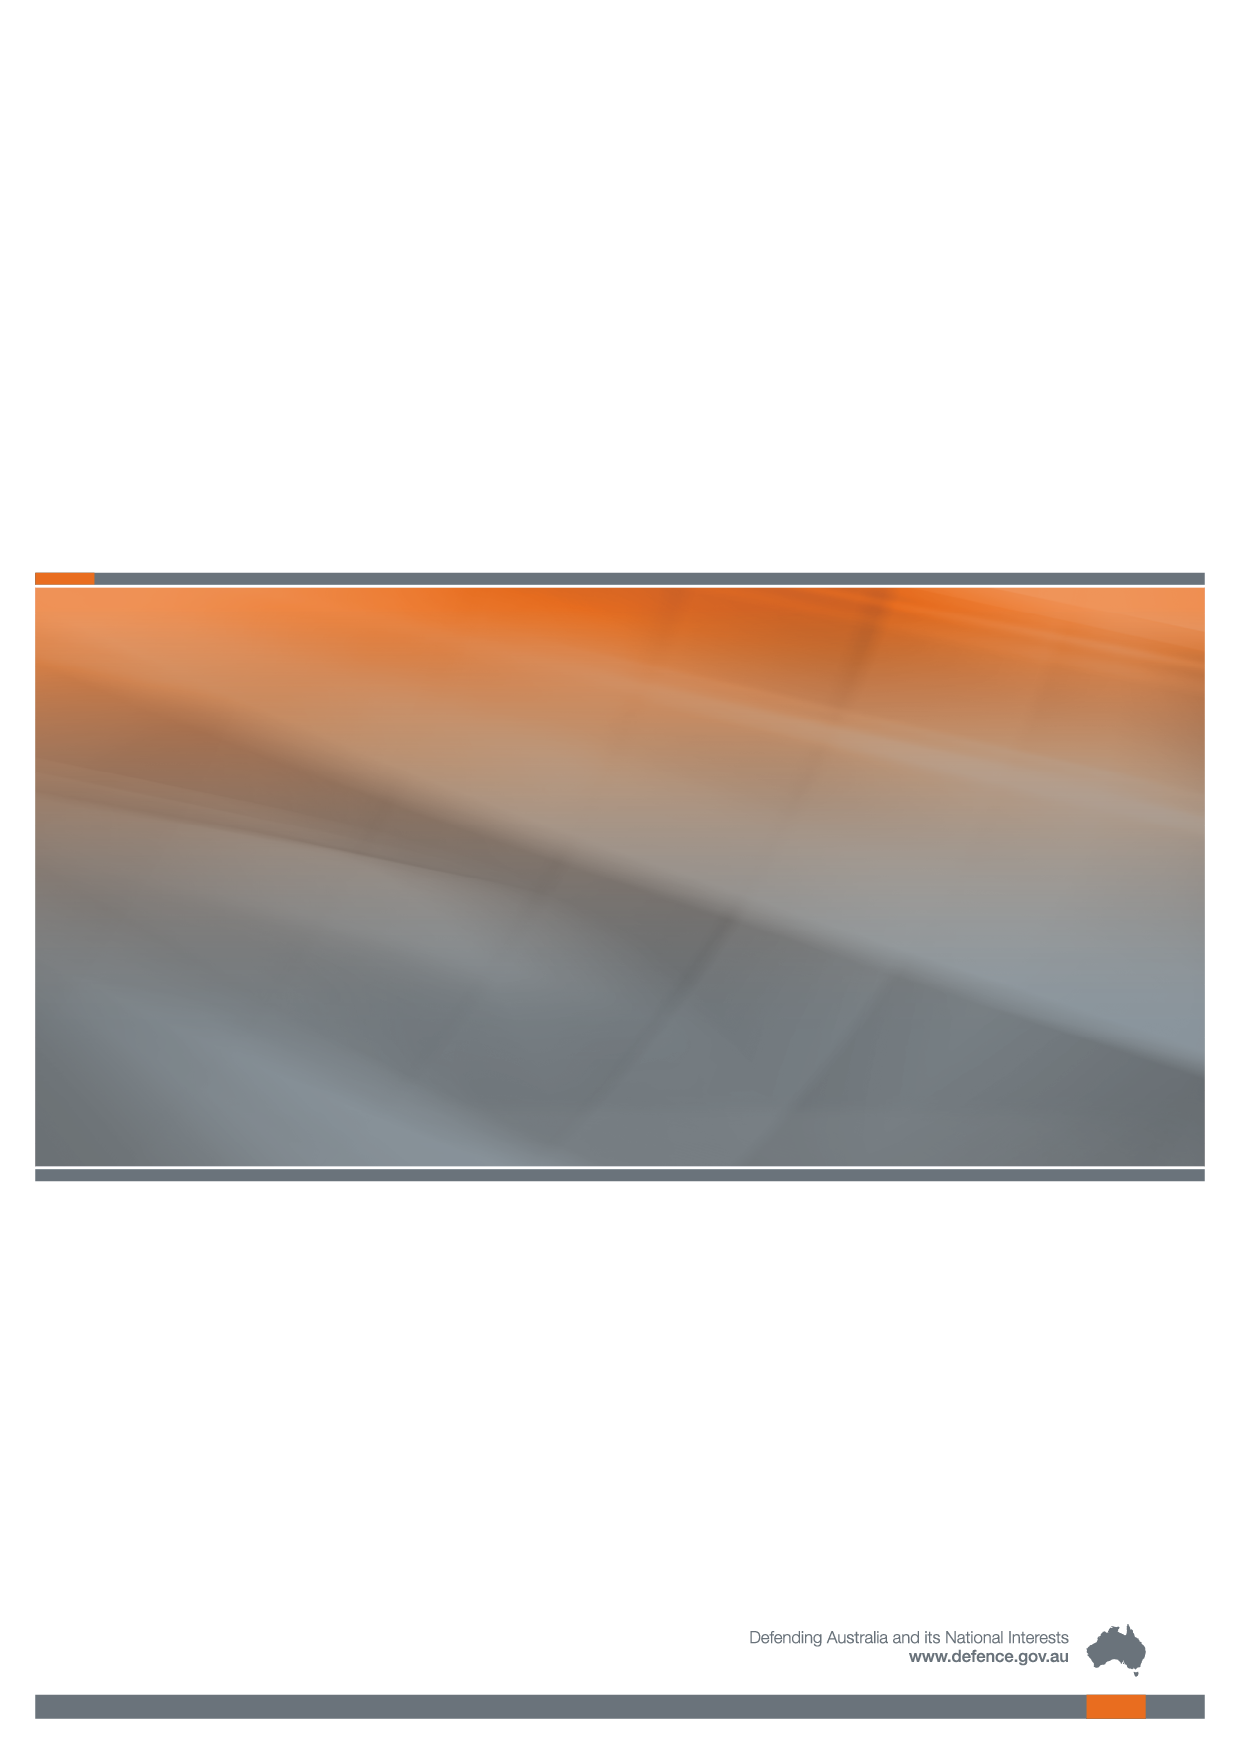 Defending Australia and its National Interests
www.defence.gov.au